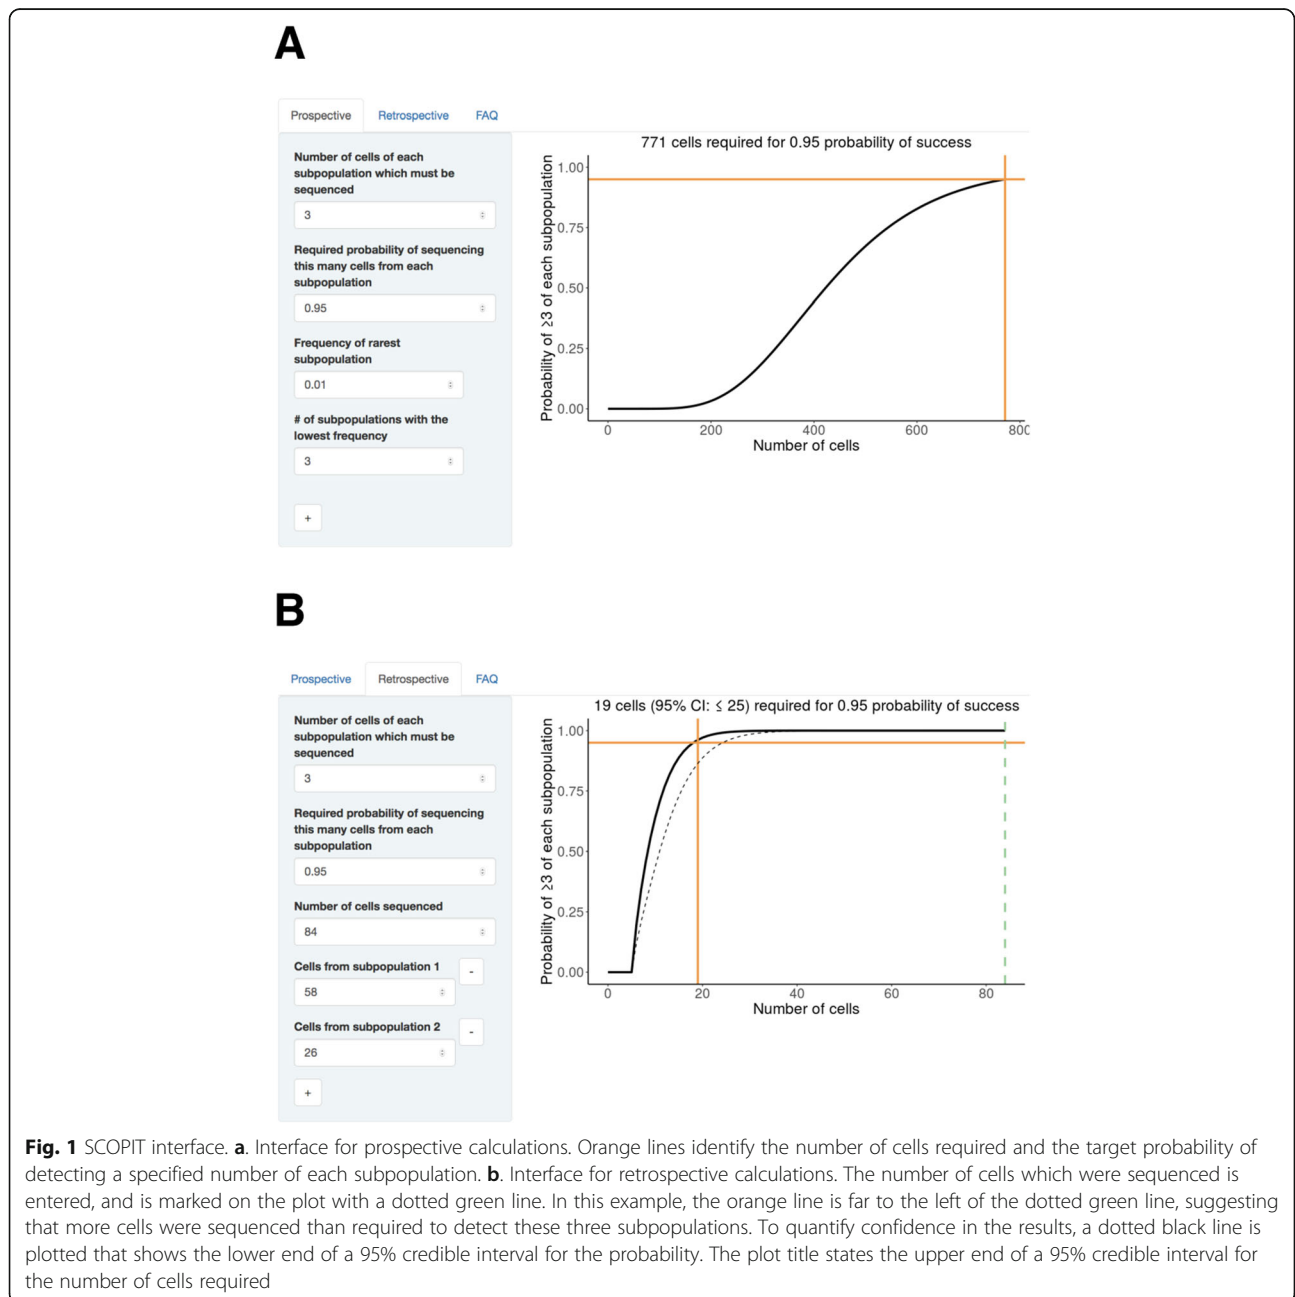 A
Prospective Retrospective FAQ
Number of cells of each
subpopulation which must be
sequenced
3
Required probability of sequencing
this many cells from each
subpopulation
0.95
Frequency of rarest
subpopulation
0.01
# of subpopulations with the
lowest frequency
3
+
771 cells required for 0.95 probability of success
Probability of ≥3 of each subpopulation
1.00
0.75
0.50
0.25
0.00
0 200 400 600 800
Number of cells
B
Prospective Retrospective FAQ
Number of cells of each
subpopulation which must be
sequenced
3
Required probability of sequencing
this many cells from each
subpopulation
0.95
Number of cells sequenced
84
Cells from subpopulation 1 -
58
Cells from subpopulation 2 -
26
+
19 cells (95% CI: ≤ 25) required for 0.95 probability of success
Probability of ≥3 of each subpopulation
1.00
0.75
0.50
0.25
0.00
0 20 40 60 80
Number of cells
Fig. 1 SCOPIT interface. a. Interface for prospective calculations. Orange lines identify the number of cells required and the target probability of
detecting a specified number of each subpopulation. b. Interface for retrospective calculations. The number of cells which were sequenced is
entered, and is marked on the plot with a dotted green line. In this example, the orange line is far to the left of the dotted green line, suggesting
that more cells were sequenced than required to detect these three subpopulations. To quantify confidence in the results, a dotted black line is
plotted that shows the lower end of a 95% credible interval for the probability. The plot title states the upper end of a 95% credible interval for
the number of cells required